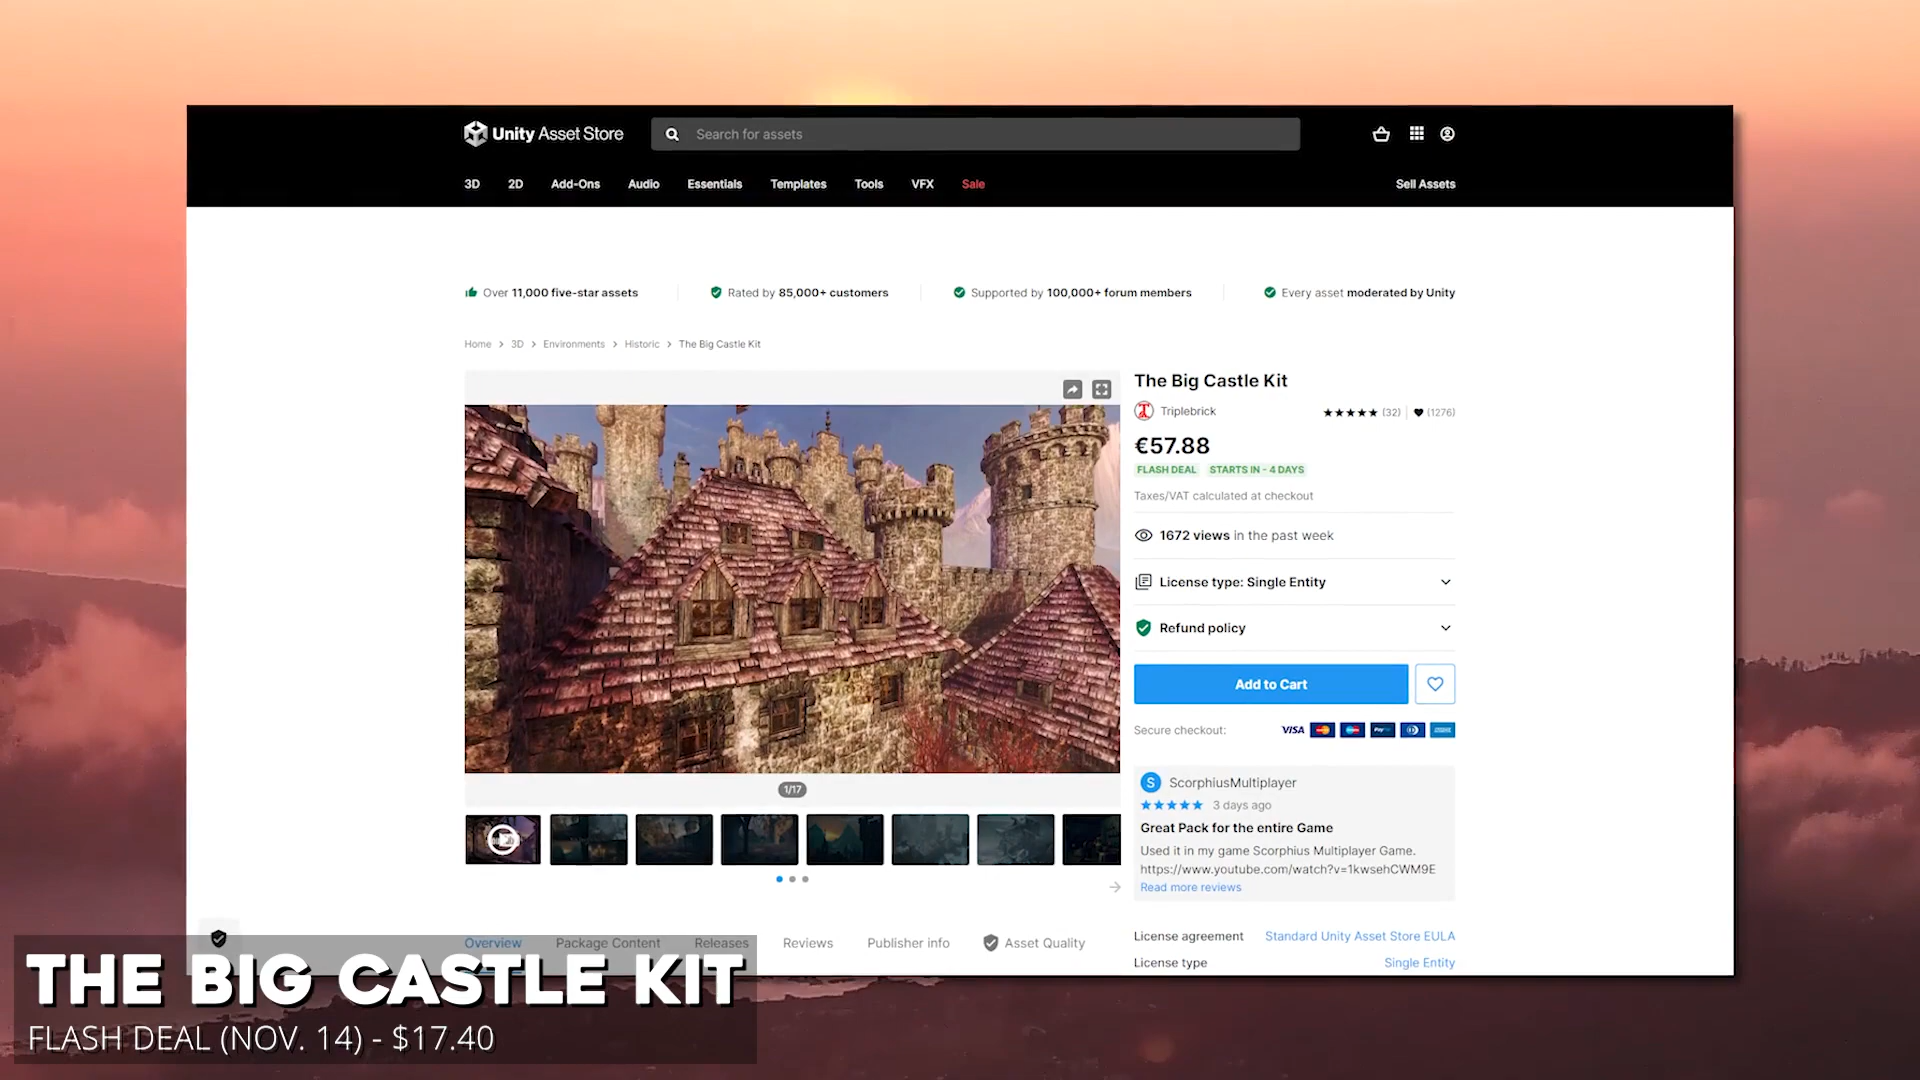 Unity Asset Store
Search for assets
3D 2D Add-Ons Audio Essentials Templates Tools VFX Sale Sell Assets
Over 11,000 five-star assets Rated by 85,000+ customers Supported by 100,000+ forum members Every asset moderated by Unity
Home > 3D > Environments > Historic > The Big Castle Kit
The Big Castle Kit
Triplebrick ★★★★★ (32) | ♥ (1276)
€57.88
FLASH DEAL STARTS IN - 4 DAYS
Taxes/VAT calculated at checkout
1672 views in the past week
License type: Single Entity
Refund policy
Add to Cart
Secure checkout: VISA
1/17
S ScorphiusMultiplayer
★★★★★ 3 days ago
Great Pack for the entire Game
Used it in my game Scorphius Multiplayer Game.
https://www.youtube.com/watch?v=1kwsehCWM9E
Read more reviews
Overview Package Content Releases Reviews Publisher info Asset Quality
License agreement Standard Unity Asset Store EULA
License type Single Entity
THE BIG CASTLE KIT
FLASH DEAL (NOV. 14) - $17.40